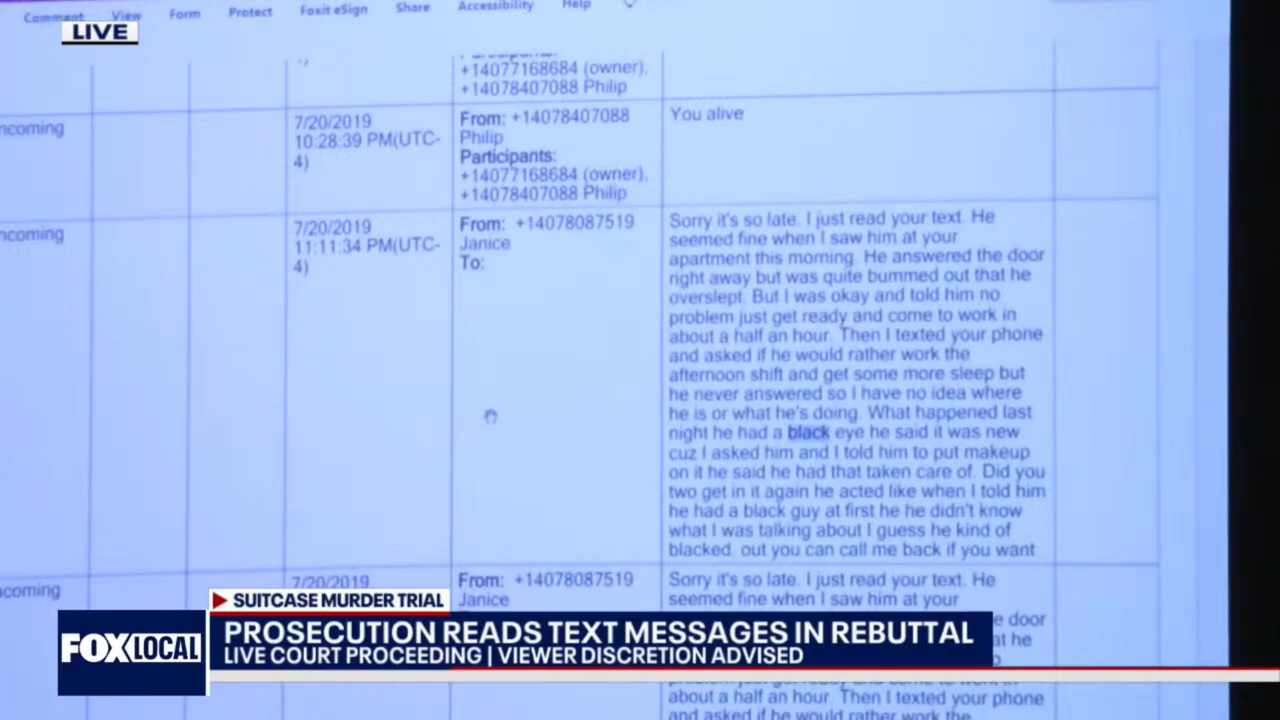 Comment View Form Protect Foxit eSign Share Accessibility Help
LIVE
+14077168684 (owner),
+14078407088 Philip
ncoming
7/20/2019
10:28:39 PM(UTC-
4)
From: +14078407088
Philip
Participants:
+14077168684 (owner),
+14078407088 Philip
You alive
ncoming
7/20/2019
11:11:34 PM(UTC-
4)
From: +14078087519
Janice
To:
Sorry it's so late. I just read your text. He
seemed fine when I saw him at your
apartment this morning. He answered the door
right away but was quite bummed out that he
overslept. But I was okay and told him no
problem just get ready and come to work in
about a half an hour. Then I texted your phone
and asked if he would rather work the
afternoon shift and get some more sleep but
he never answered so I have no idea where
he is or what he's doing. What happened last
night he had a black eye he said it was new
cuz I asked him and I told him to put makeup
on it he said he had that taken care of. Did you
two get in it again he acted like when I told him
he had a black guy at first he he didn't know
what I was talking about I guess he kind of
blacked. out you can call me back if you want
coming
7/20/2019
From: +14078087519
Janice
Sorry it's so late. I just read your text. He
seemed fine when I saw him at your
e door
at he
about a half an hour. Then I texted your phone
and asked if he would rather work the
SUITCASE MURDER TRIAL
FOX LOCAL
PROSECUTION READS TEXT MESSAGES IN REBUTTAL
LIVE COURT PROCEEDING | VIEWER DISCRETION ADVISED